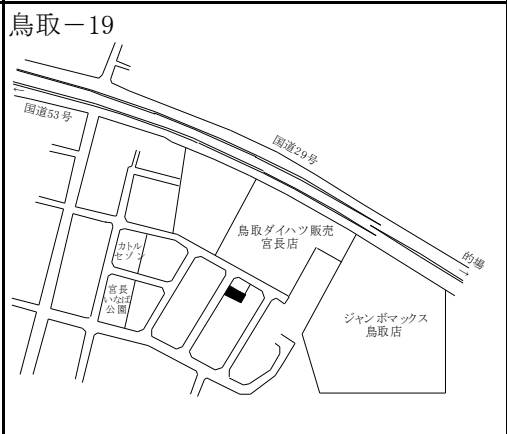 鳥取－19
←
国道53号
国道29号
鳥取ダイハツ販売
宮長店
的場
→
カトル
セゾン
宮長
いなば
公園
ジャンボマックス
鳥取店